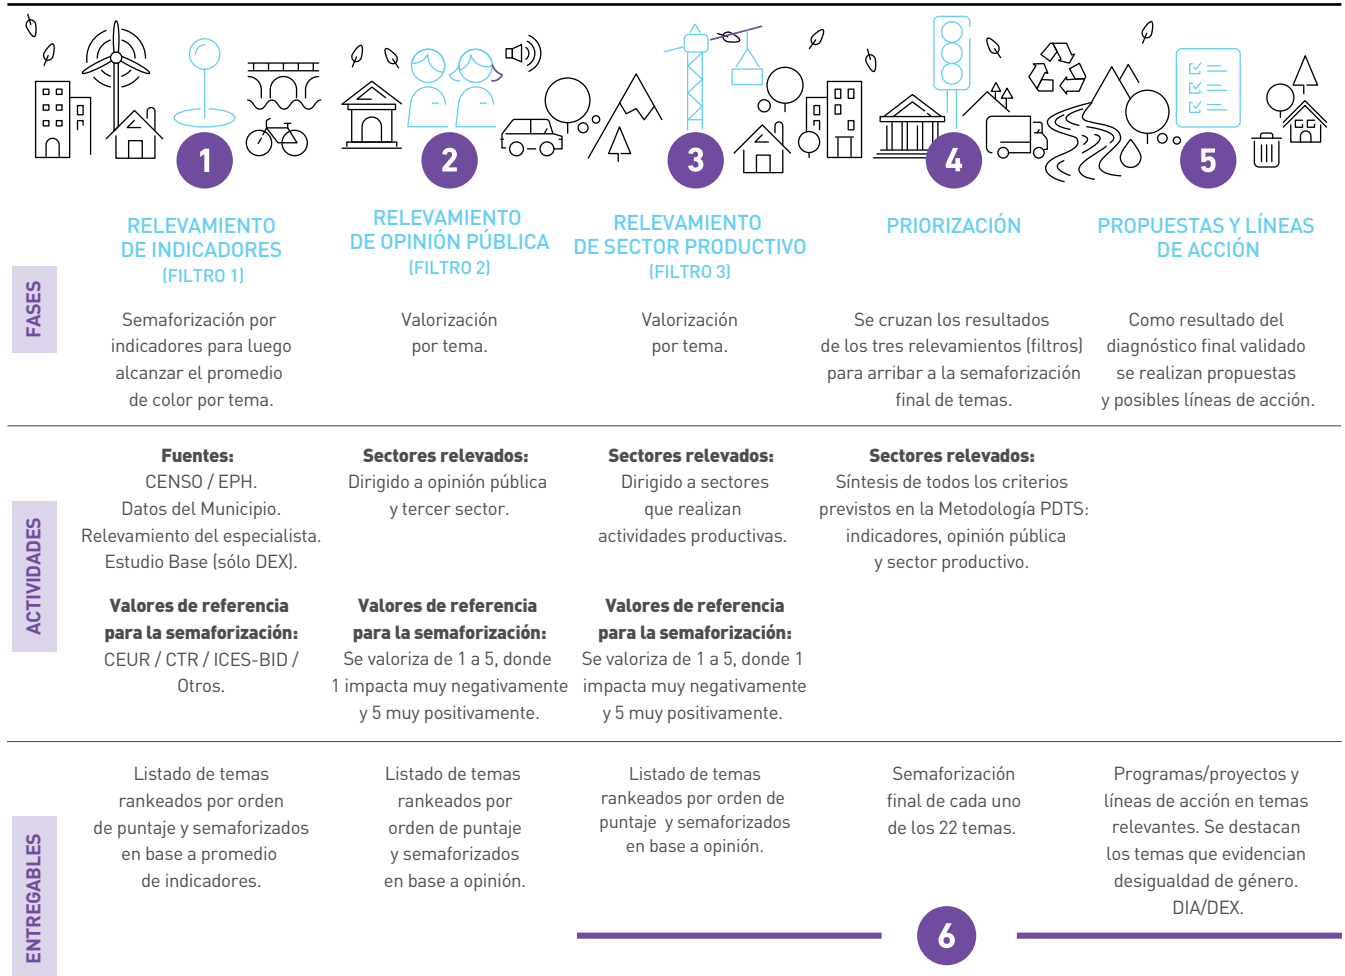 1
2
3
4
5
RELEVAMIENTO
DE INDICADORES
(FILTRO 1)
RELEVAMIENTO
DE OPINIÓN PÚBLICA
(FILTRO 2)
RELEVAMIENTO
DE SECTOR PRODUCTIVO
(FILTRO 3)
PRIORIZACIÓN
PROPUESTAS Y LÍNEAS
DE ACCIÓN
FASES
Semaforización por
indicadores para luego
alcanzar el promedio
de color por tema.
Valorización
por tema.
Valorización
por tema.
Se cruzan los resultados
de los tres relevamientos (filtros)
para arribar a la semaforización
final de temas.
Como resultado del
diagnóstico final validado
se realizan propuestas
y posibles líneas de acción.
ACTIVIDADES
Fuentes:
CENSO / EPH.
Datos del Municipio.
Relevamiento del especialista.
Estudio Base (sólo DEX).
Valores de referencia
para la semaforización:
CEUR / CTR / ICES-BID /
Otros.
Sectores relevados:
Dirigido a opinión pública
y tercer sector.
Valores de referencia
para la semaforización:
Se valoriza de 1 a 5, donde
1 impacta muy negativamente
y 5 muy positivamente.
Sectores relevados:
Dirigido a sectores
que realizan
actividades productivas.
Valores de referencia
para la semaforización:
Se valoriza de 1 a 5, donde 1
impacta muy negativamente
y 5 muy positivamente.
Sectores relevados:
Síntesis de todos los criterios
previstos en la Metodología PDTS:
indicadores, opinión pública
y sector productivo.
ENTREGABLES
Listado de temas
rankeados por orden
de puntaje y semaforizados
en base a promedio
de indicadores.
Listado de temas
rankeados por
orden de puntaje
y semaforizados
en base a opinión.
Listado de temas
rankeados por orden de
puntaje y semaforizados
en base a opinión.
Semaforización
final de cada uno
de los 22 temas.
Programas/proyectos y
líneas de acción en temas
relevantes. Se destacan
los temas que evidencian
desigualdad de género.
DIA/DEX.
6